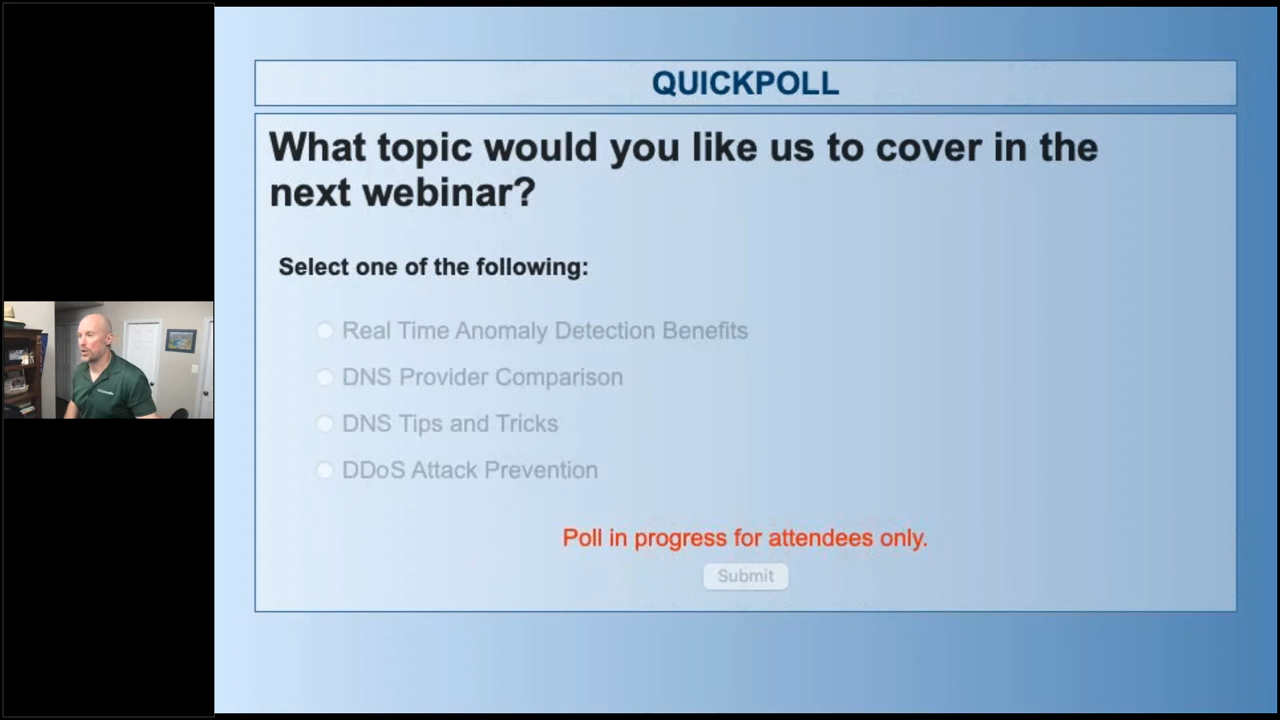 QUICKPOLL
What topic would you like us to cover in the
next webinar?
Select one of the following:
Real Time Anomaly Detection Benefits
DNS Provider Comparison
DNS Tips and Tricks
DDoS Attack Prevention
Poll in progress for attendees only.
Submit